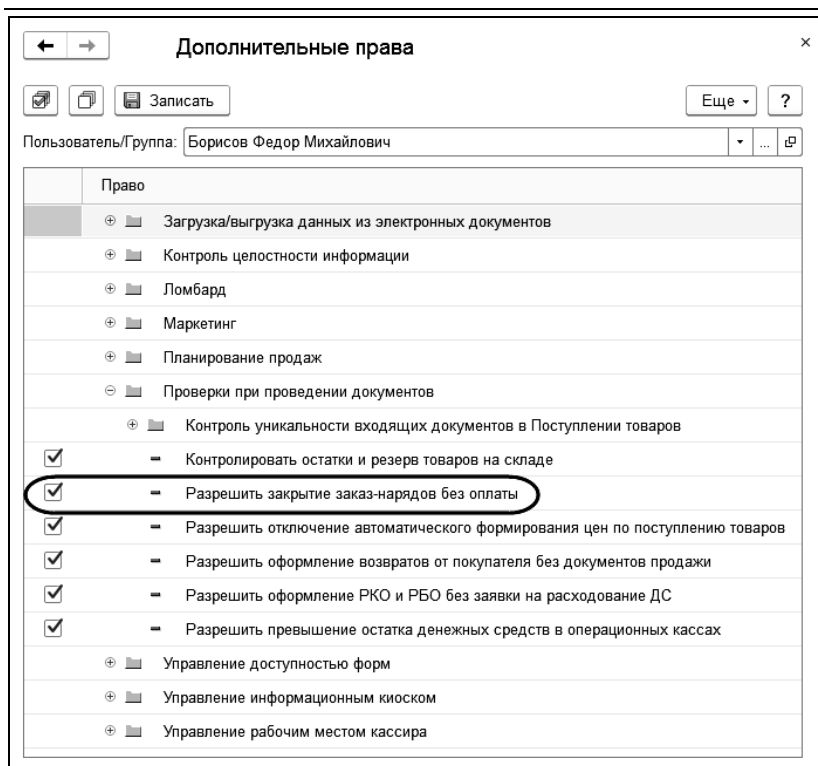 Дополнительные права
Записать
Еще
?
Пользователь/Группа: Борисов Федор Михайлович
...
Право
Загрузка/выгрузка данных из электронных документов
Контроль целостности информации
Ломбард
Маркетинг
Планирование продаж
Проверки при проведении документов
Контроль уникальности входящих документов в Поступлении товаров
Контролировать остатки и резерв товаров на складе
Разрешить закрытие заказ-нарядов без оплаты
Разрешить отключение автоматического формирования цен по поступлению товаров
Разрешить оформление возвратов от покупателя без документов продажи
Разрешить оформление РКО и РБО без заявки на расходование ДС
Разрешить превышение остатка денежных средств в операционных кассах
Управление доступностью форм
Управление информационным киоском
Управление рабочим местом кассира